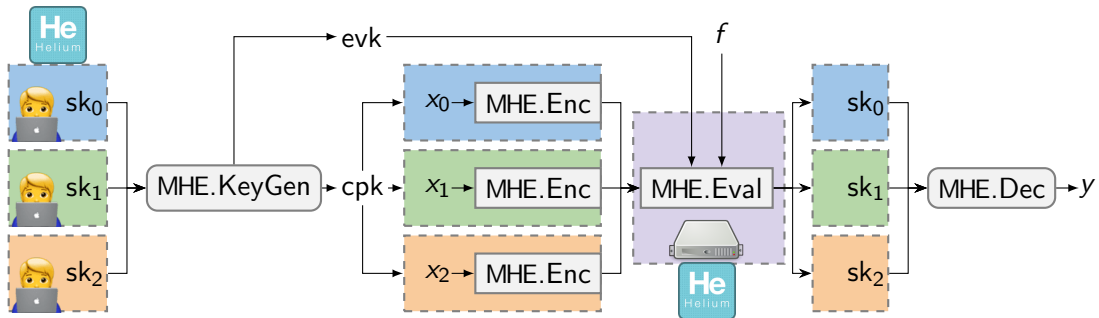 He
Helium
evk
f
sk₀
x₀
MHE.Enc
sk₀
sk₁
MHE.KeyGen
cpk
x₁
MHE.Enc
MHE.Eval
sk₁
MHE.Dec
y
sk₂
x₂
MHE.Enc
sk₂
He
Helium